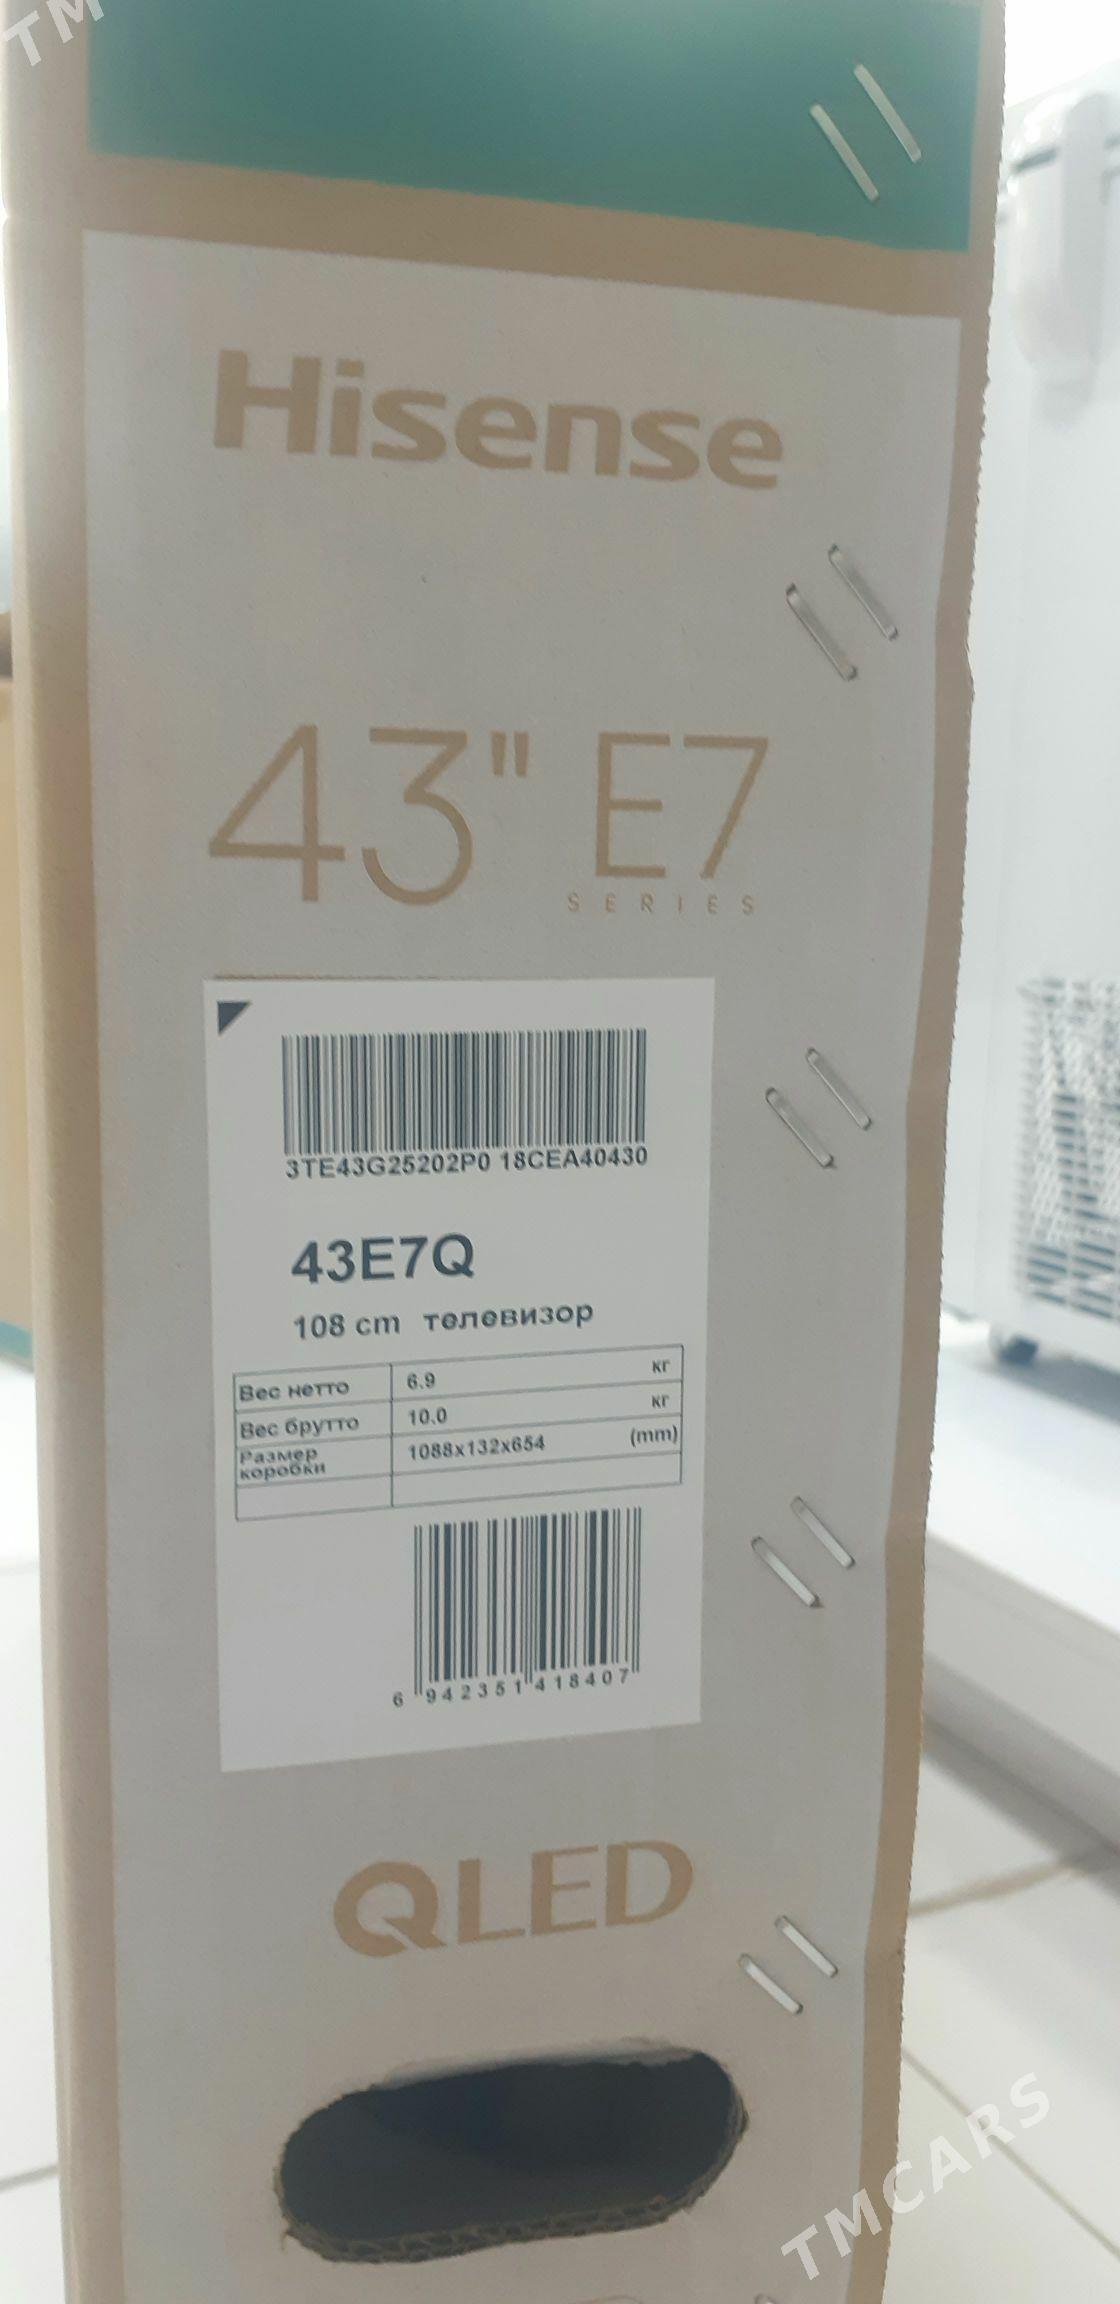 TM
Hisense
43" E7
SERIES
3TE43G25202P0 18CEA40430
43E7Q
108 cm телевизор
Вес нетто 6.9 кг
Вес брутто 10.0 кг
Размер коробки 1088x132x654 (mm)
6 942351 418407
QLED
TMCARS